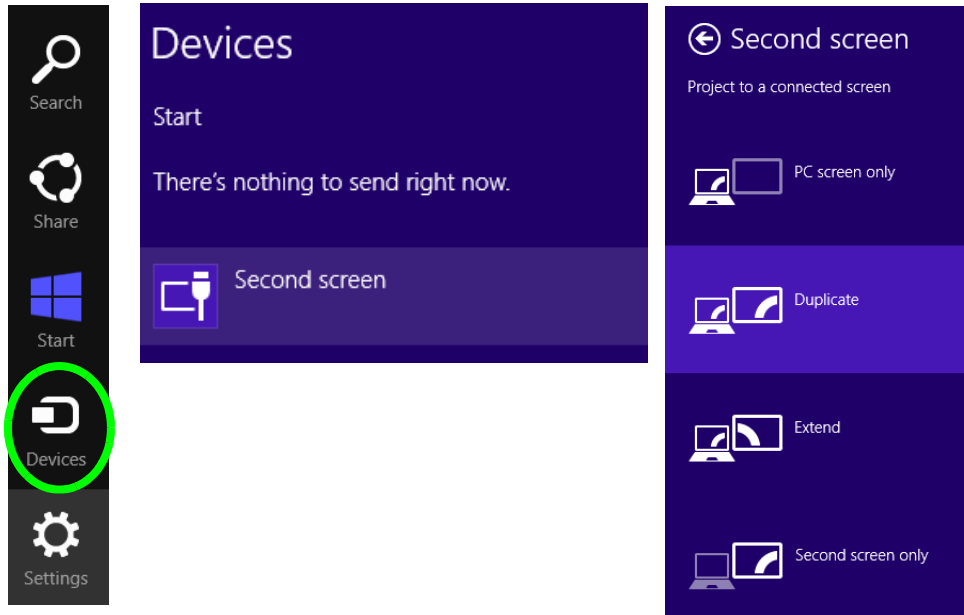 Search
Share
Start
Devices
Settings
Devices
Start
There's nothing to send right now.
Second screen
Second screen
Project to a connected screen
PC screen only
Duplicate
Extend
Second screen only